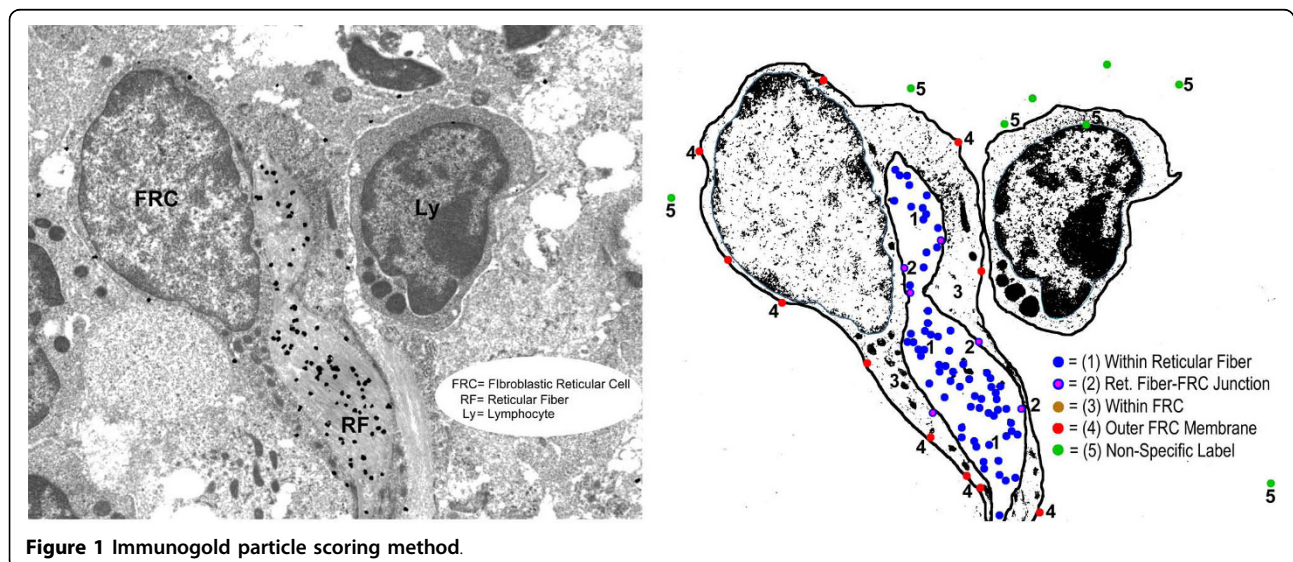 FRC
Ly
RF
FRC= FIbroblastic Reticular Cell
RF= Reticular Fiber
Ly= Lymphocyte
5
5
5
5
4
4
5
1
2
3
4
1
2
3
2
1
4
4
4
5
= (1) Within Reticular Fiber
= (2) Ret. Fiber-FRC Junction
= (3) Within FRC
= (4) Outer FRC Membrane
= (5) Non-Specific Label
Figure 1 Immunogold particle scoring method.